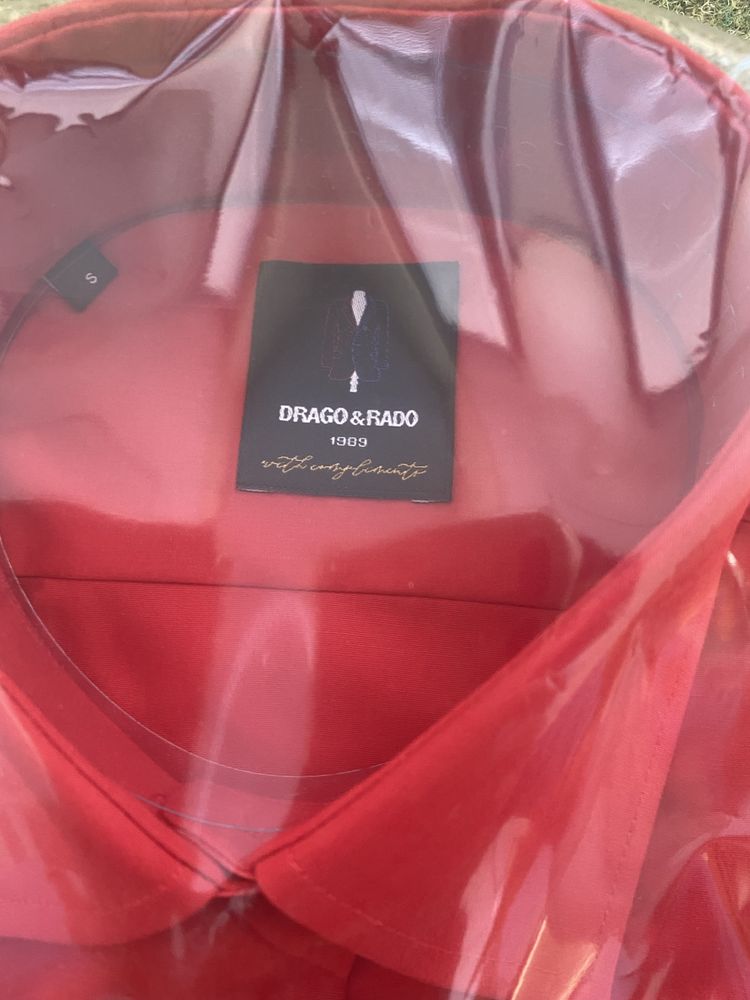 S
DRAGO & RADO
1989
with compliments